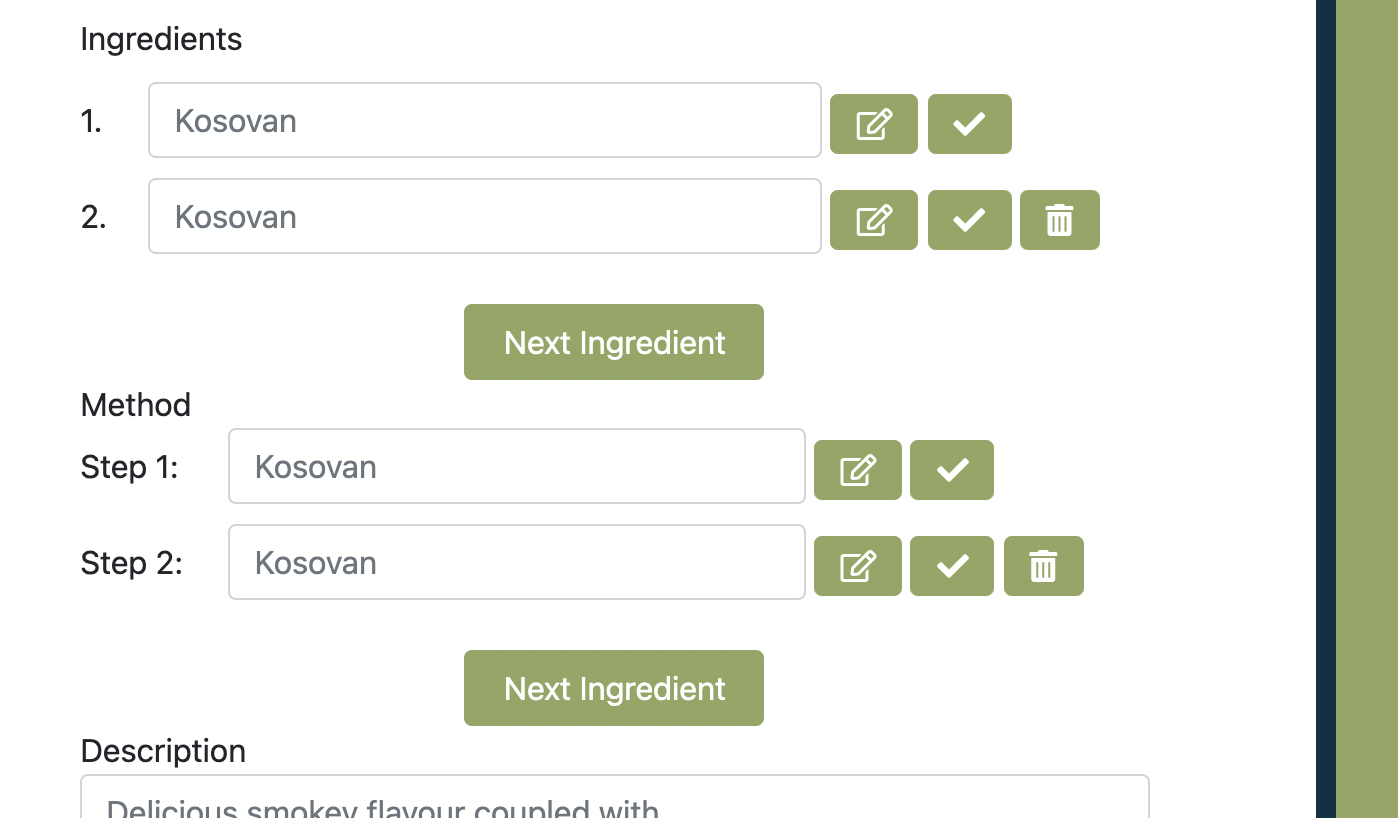 Ingredients
1. Kosovan
2. Kosovan
Next Ingredient
Method
Step 1: Kosovan
Step 2: Kosovan
Next Ingredient
Description
Delicious smokey flavour coupled with